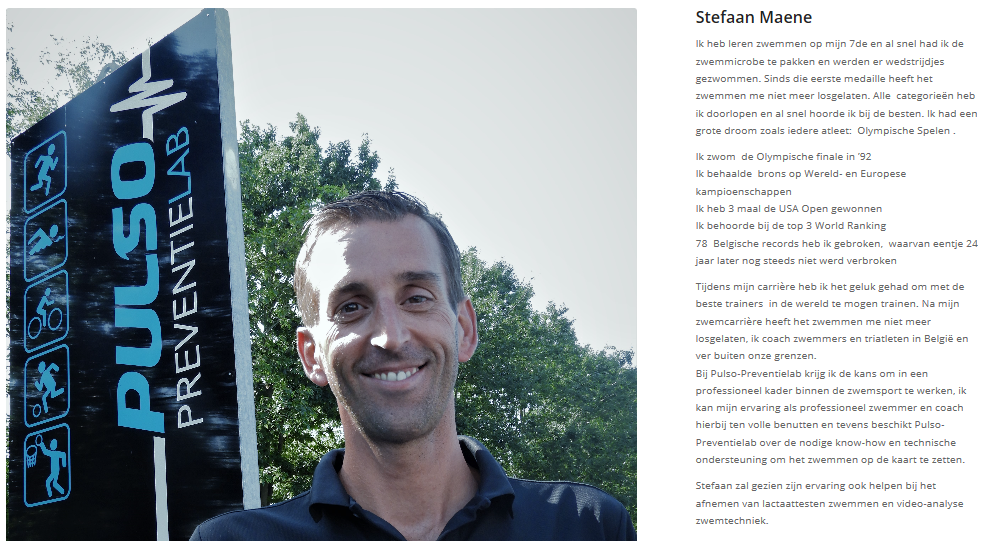 PULSO
PREVENTIELAB
Stefaan Maene
Ik heb leren zwemmen op mijn 7de en al snel had ik de
zwemmicrobe te pakken en werden er wedstrijdjes
gezwommen. Sinds die eerste medaille heeft het
zwemmen me niet meer losgelaten. Alle  categorieën heb
ik doorlopen en al snel hoorde ik bij de besten. Ik had een
grote droom zoals iedere atleet:  Olympische Spelen .
Ik zwom  de Olympische finale in ’92
Ik behaalde  brons op Wereld- en Europese
kampioenschappen
Ik heb 3 maal de USA Open gewonnen
Ik behoorde bij de top 3 World Ranking
78  Belgische records heb ik gebroken,  waarvan eentje 24
jaar later nog steeds niet werd verbroken
Tijdens mijn carrière heb ik het geluk gehad om met de
beste trainers  in de wereld te mogen trainen. Na mijn
zwemcarrière heeft het zwemmen me niet meer
losgelaten, ik coach zwemmers en triatleten in België en
ver buiten onze grenzen.
Bij Pulso-Preventielab krijg ik de kans om in een
professioneel kader binnen de zwemsport te werken, ik
kan mijn ervaring als professioneel zwemmer en coach
hierbij ten volle benutten en tevens beschikt Pulso-
Preventielab over de nodige know-how en technische
ondersteuning om het zwemmen op de kaart te zetten.
Stefaan zal gezien zijn ervaring ook helpen bij het
afnemen van lactaattesten zwemmen en video-analyse
zwemtechniek.